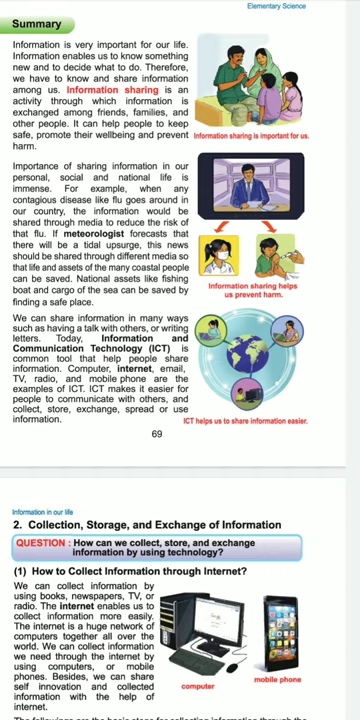 Elementary Science
Summary
Information is very important for our life.
Information enables us to know something
new and to decide what to do. Therefore,
we have to know and share information
among us. Information sharing is an
activity through which information is
exchanged among friends, families, and
other people. It can help people to keep
safe, promote their wellbeing and prevent
harm.
Information sharing is important for us.
Importance of sharing information in our
personal, social and national life is
immense. For example, when any
contagious disease like flu goes around in
our country, the information would be
shared through media to reduce the risk of
that flu. If meteorologist forecasts that
there will be a tidal upsurge, this news
should be shared through different media so
that life and assets of the many coastal people
can be saved. National assets like fishing
boat and cargo of the sea can be saved by
finding a safe place.
Information sharing helps
us prevent harm.
We can share information in many ways
such as having a talk with others, or writing
letters. Today, Information and
Communication Technology (ICT) is
common tool that help people share
information. Computer, internet, email,
TV, radio, and mobile phone are the
examples of ICT. ICT makes it easier for
people to communicate with others, and
collect, store, exchange, spread or use
information.
ICT helps us to share information easier.
69
Information in our life
2. Collection, Storage, and Exchange of Information
QUESTION : How can we collect, store, and exchange
information by using technology?
(1) How to Collect Information through Internet?
We can collect information by
using books, newspapers, TV, or
radio. The internet enables us to
collect information more easily.
The internet is a huge network of
computers together all over the
world. We can collect information
we need through the internet by
using computers, or mobile
phones. Besides, we can share
self innovation and collected
information with the help of
internet.
computer
mobile phone
The followings are the basic steps for collecting information through the